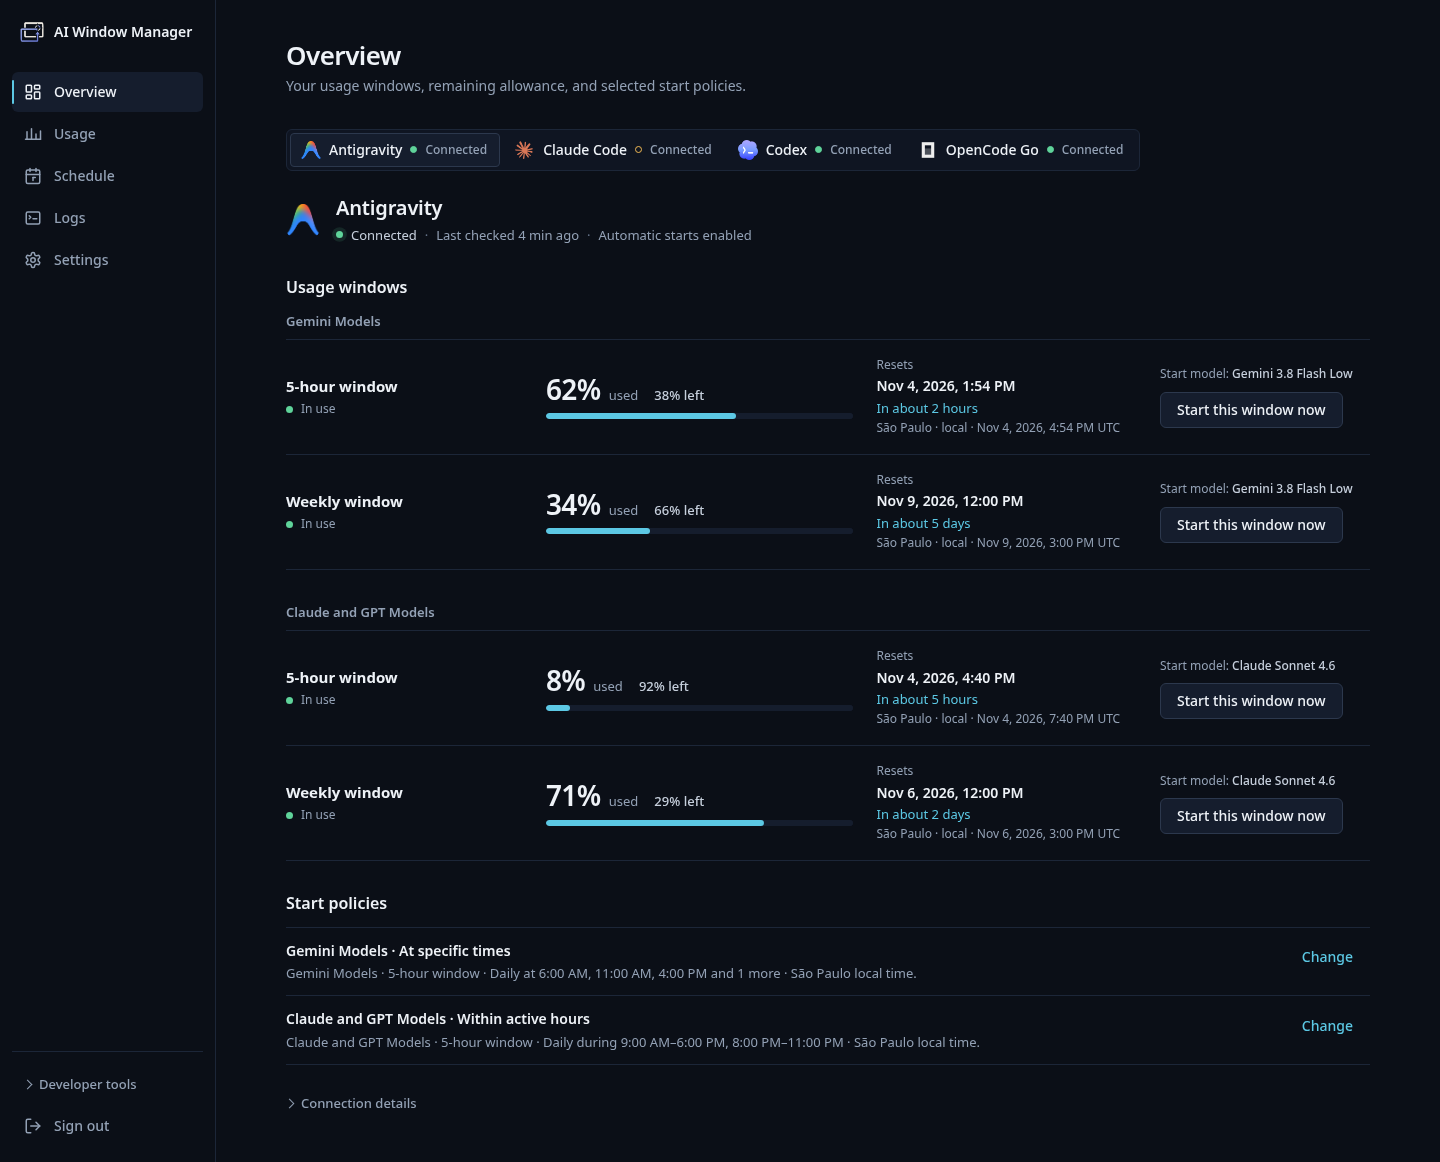 AI Window Manager
Overview
Usage
Schedule
Logs
Settings
Developer tools
Sign out
Overview
Your usage windows, remaining allowance, and selected start policies.
Antigravity Connected Claude Code Connected Codex Connected OpenCode Go Connected
Antigravity
Connected · Last checked 4 min ago · Automatic starts enabled
Usage windows
Gemini Models
5-hour window
In use
62% used 38% left
Resets
Nov 4, 2026, 1:54 PM
In about 2 hours
São Paulo · local · Nov 4, 2026, 4:54 PM UTC
Start model: Gemini 3.8 Flash Low
Start this window now
Weekly window
In use
34% used 66% left
Resets
Nov 9, 2026, 12:00 PM
In about 5 days
São Paulo · local · Nov 9, 2026, 3:00 PM UTC
Start model: Gemini 3.8 Flash Low
Start this window now
Claude and GPT Models
5-hour window
In use
8% used 92% left
Resets
Nov 4, 2026, 4:40 PM
In about 5 hours
São Paulo · local · Nov 4, 2026, 7:40 PM UTC
Start model: Claude Sonnet 4.6
Start this window now
Weekly window
In use
71% used 29% left
Resets
Nov 6, 2026, 12:00 PM
In about 2 days
São Paulo · local · Nov 6, 2026, 3:00 PM UTC
Start model: Claude Sonnet 4.6
Start this window now
Start policies
Gemini Models · At specific times
Gemini Models · 5-hour window · Daily at 6:00 AM, 11:00 AM, 4:00 PM and 1 more · São Paulo local time.
Change
Claude and GPT Models · Within active hours
Claude and GPT Models · 5-hour window · Daily during 9:00 AM–6:00 PM, 8:00 PM–11:00 PM · São Paulo local time.
Change
Connection details